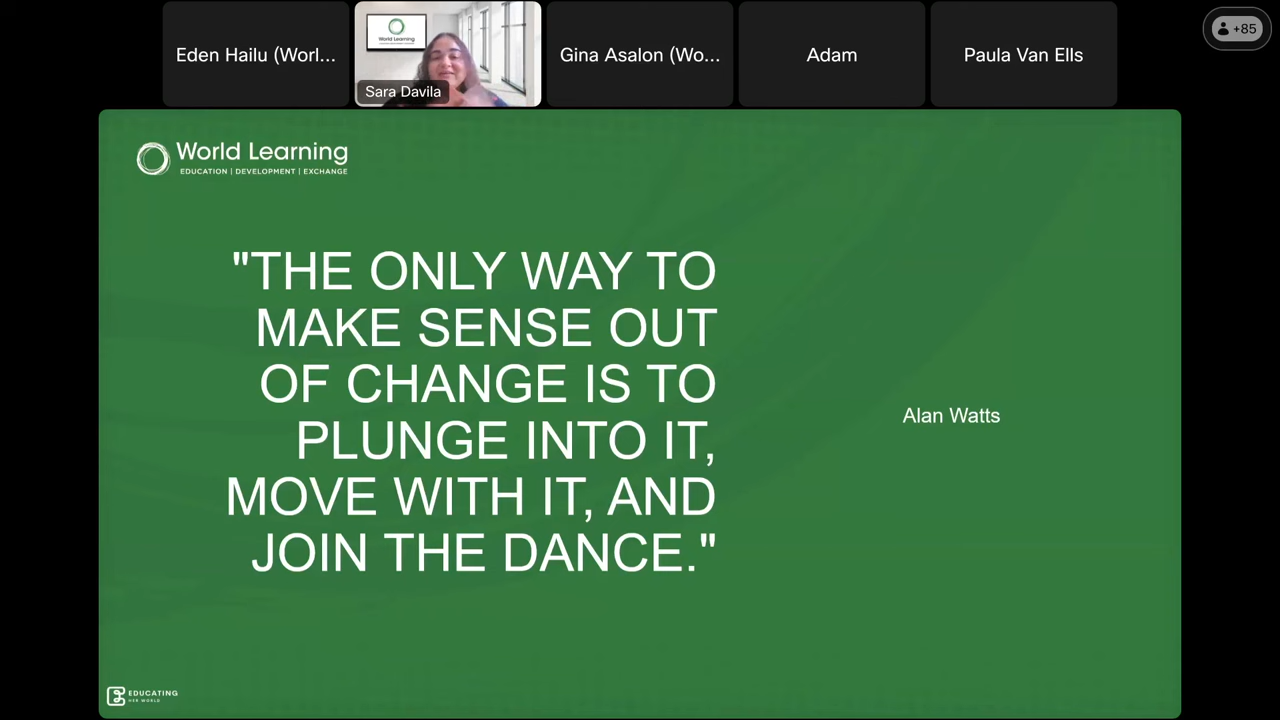 Eden Hailu (Worl...
World Learning
Sara Davila
Gina Asalon (Wo...
Adam
Paula Van Ells
+85
World Learning
EDUCATION | DEVELOPMENT | EXCHANGE
"THE ONLY WAY TO
MAKE SENSE OUT
OF CHANGE IS TO
PLUNGE INTO IT,
MOVE WITH IT, AND
JOIN THE DANCE."
Alan Watts
EDUCATING
HER WORLD